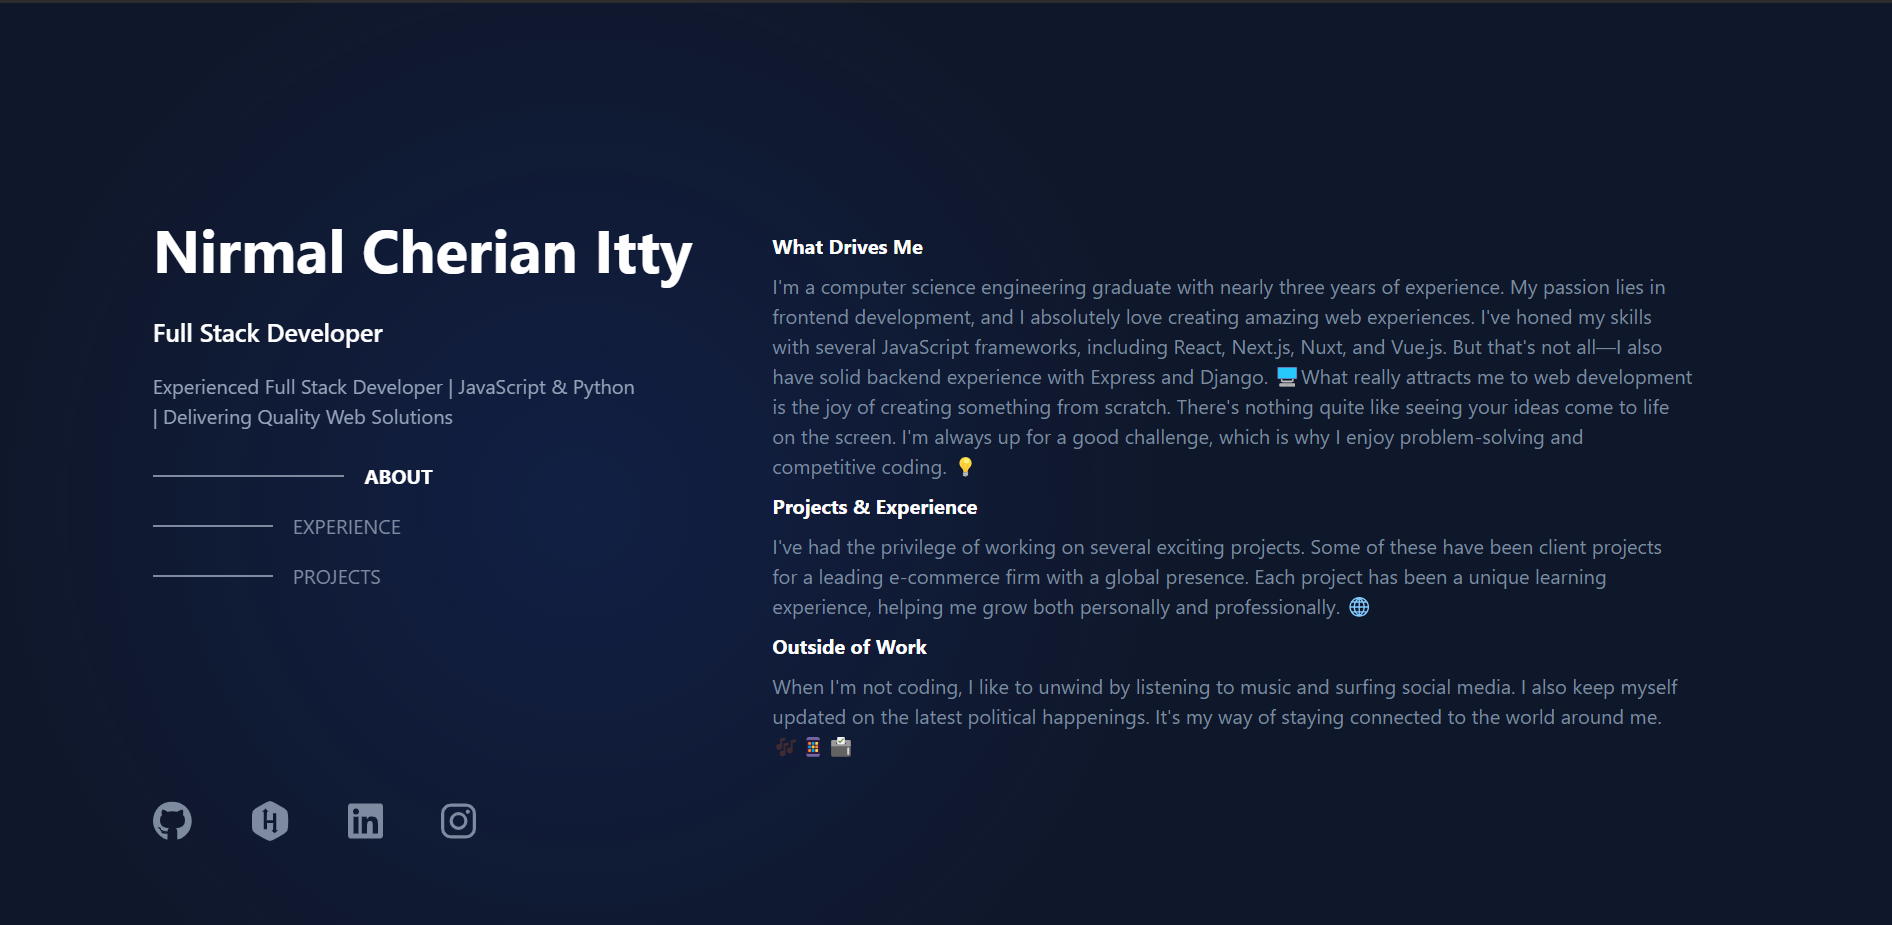 Nirmal Cherian Itty
Full Stack Developer
Experienced Full Stack Developer | JavaScript & Python
| Delivering Quality Web Solutions
ABOUT
EXPERIENCE
PROJECTS
What Drives Me
I'm a computer science engineering graduate with nearly three years of experience. My passion lies in
frontend development, and I absolutely love creating amazing web experiences. I've honed my skills
with several JavaScript frameworks, including React, Next.js, Nuxt, and Vue.js. But that's not all—I also
have solid backend experience with Express and Django. 🖥️What really attracts me to web development
is the joy of creating something from scratch. There's nothing quite like seeing your ideas come to life
on the screen. I'm always up for a good challenge, which is why I enjoy problem-solving and
competitive coding. 💡
Projects & Experience
I've had the privilege of working on several exciting projects. Some of these have been client projects
for a leading e-commerce firm with a global presence. Each project has been a unique learning
experience, helping me grow both personally and professionally. 🌐
Outside of Work
When I'm not coding, I like to unwind by listening to music and surfing social media. I also keep myself
updated on the latest political happenings. It's my way of staying connected to the world around me.
🎶 📱 🗳️
H
in